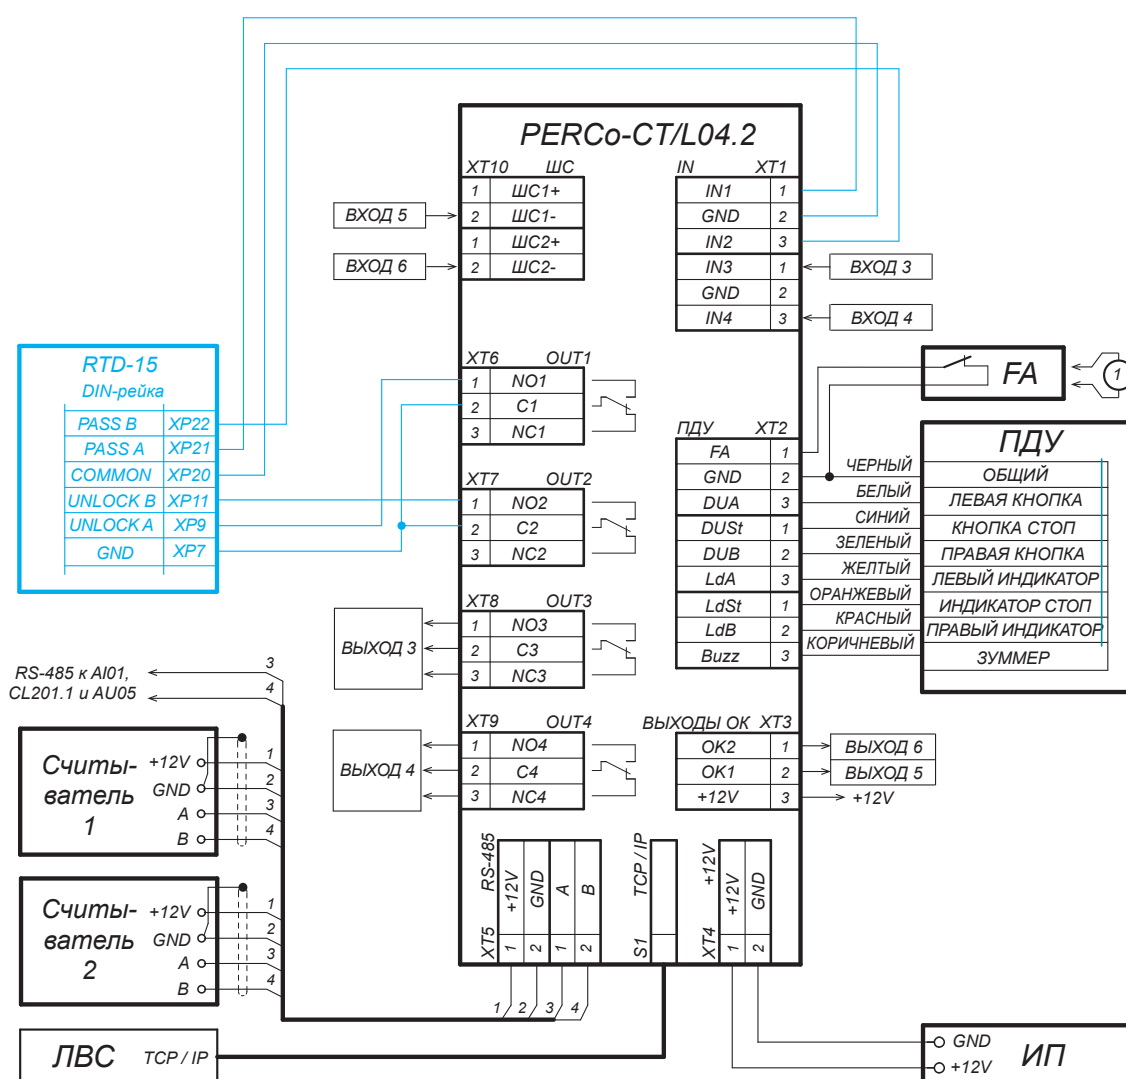 PERCo-CT/L04.2
XT10 ШС
1 ШС1+
2 ШС1-
1 ШС2+
2 ШС2-
ВХОД 5
ВХОД 6
IN XT1
IN1 1
GND 2
IN2 3
IN3 1
GND 2
IN4 3
ВХОД 3
ВХОД 4
RTD-15
DIN-рейка
PASS B XP22
PASS A XP21
COMMON XP20
UNLOCK B XP11
UNLOCK A XP9
GND XP7
XT6 OUT1
1 NO1
2 C1
3 NC1
XT7 OUT2
1 NO2
2 C2
3 NC2
XT8 OUT3
1 NO3
2 C3
3 NC3
ВЫХОД 3
XT9 OUT4
1 NO4
2 C4
3 NC4
ВЫХОД 4
FA
1
ПДУ XT2
FA 1
GND 2
DUA 3
DUSt 1
DUB 2
LdA 3
LdSt 1
LdB 2
Buzz 3
ЧЕРНЫЙ
БЕЛЫЙ
СИНИЙ
ЗЕЛЕНЫЙ
ЖЕЛТЫЙ
ОРАНЖЕВЫЙ
КРАСНЫЙ
КОРИЧНЕВЫЙ
ПДУ
ОБЩИЙ
ЛЕВАЯ КНОПКА
КНОПКА СТОП
ПРАВАЯ КНОПКА
ЛЕВЫЙ ИНДИКАТОР
ИНДИКАТОР СТОП
ПРАВЫЙ ИНДИКАТОР
ЗУММЕР
ВЫХОДЫ ОК XT3
OK2 1
OK1 2
+12V 3
ВЫХОД 6
ВЫХОД 5
+12V
RS-485 к AI01,
CL201.1 и AU05
3
4
Считы-
ватель
1
+12V 1
GND 2
A 3
B 4
Считы-
ватель
2
+12V 1
GND 2
A 3
B 4
XT5 RS-485
1 +12V
2 GND
1 A
2 B
1 2 3 4
S1 TCP / IP
XT4 +12V
1 +12V
2 GND
ЛВС TCP / IP
ИП
GND
+12V